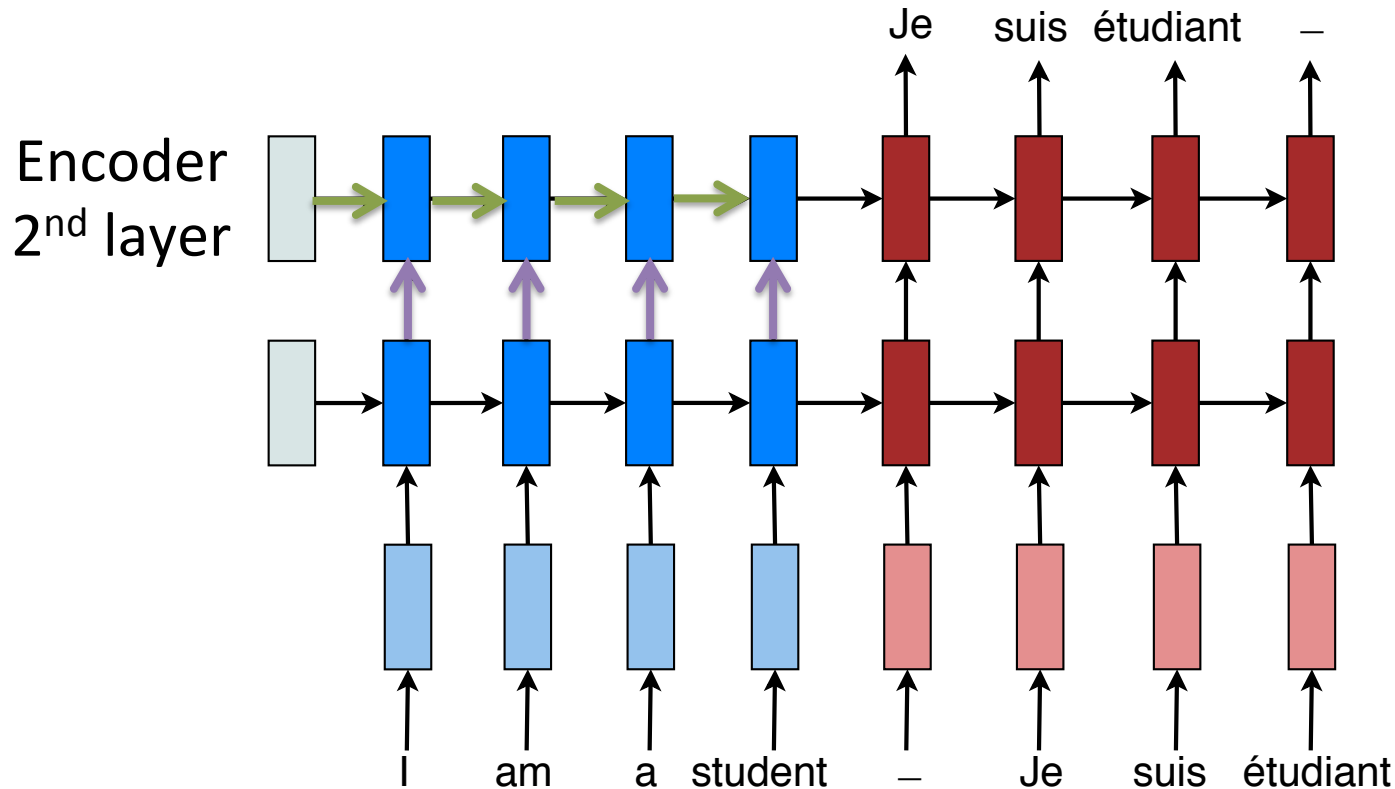 Je suis étudiant –
Encoder
2nd layer
I am a student – Je suis étudiant